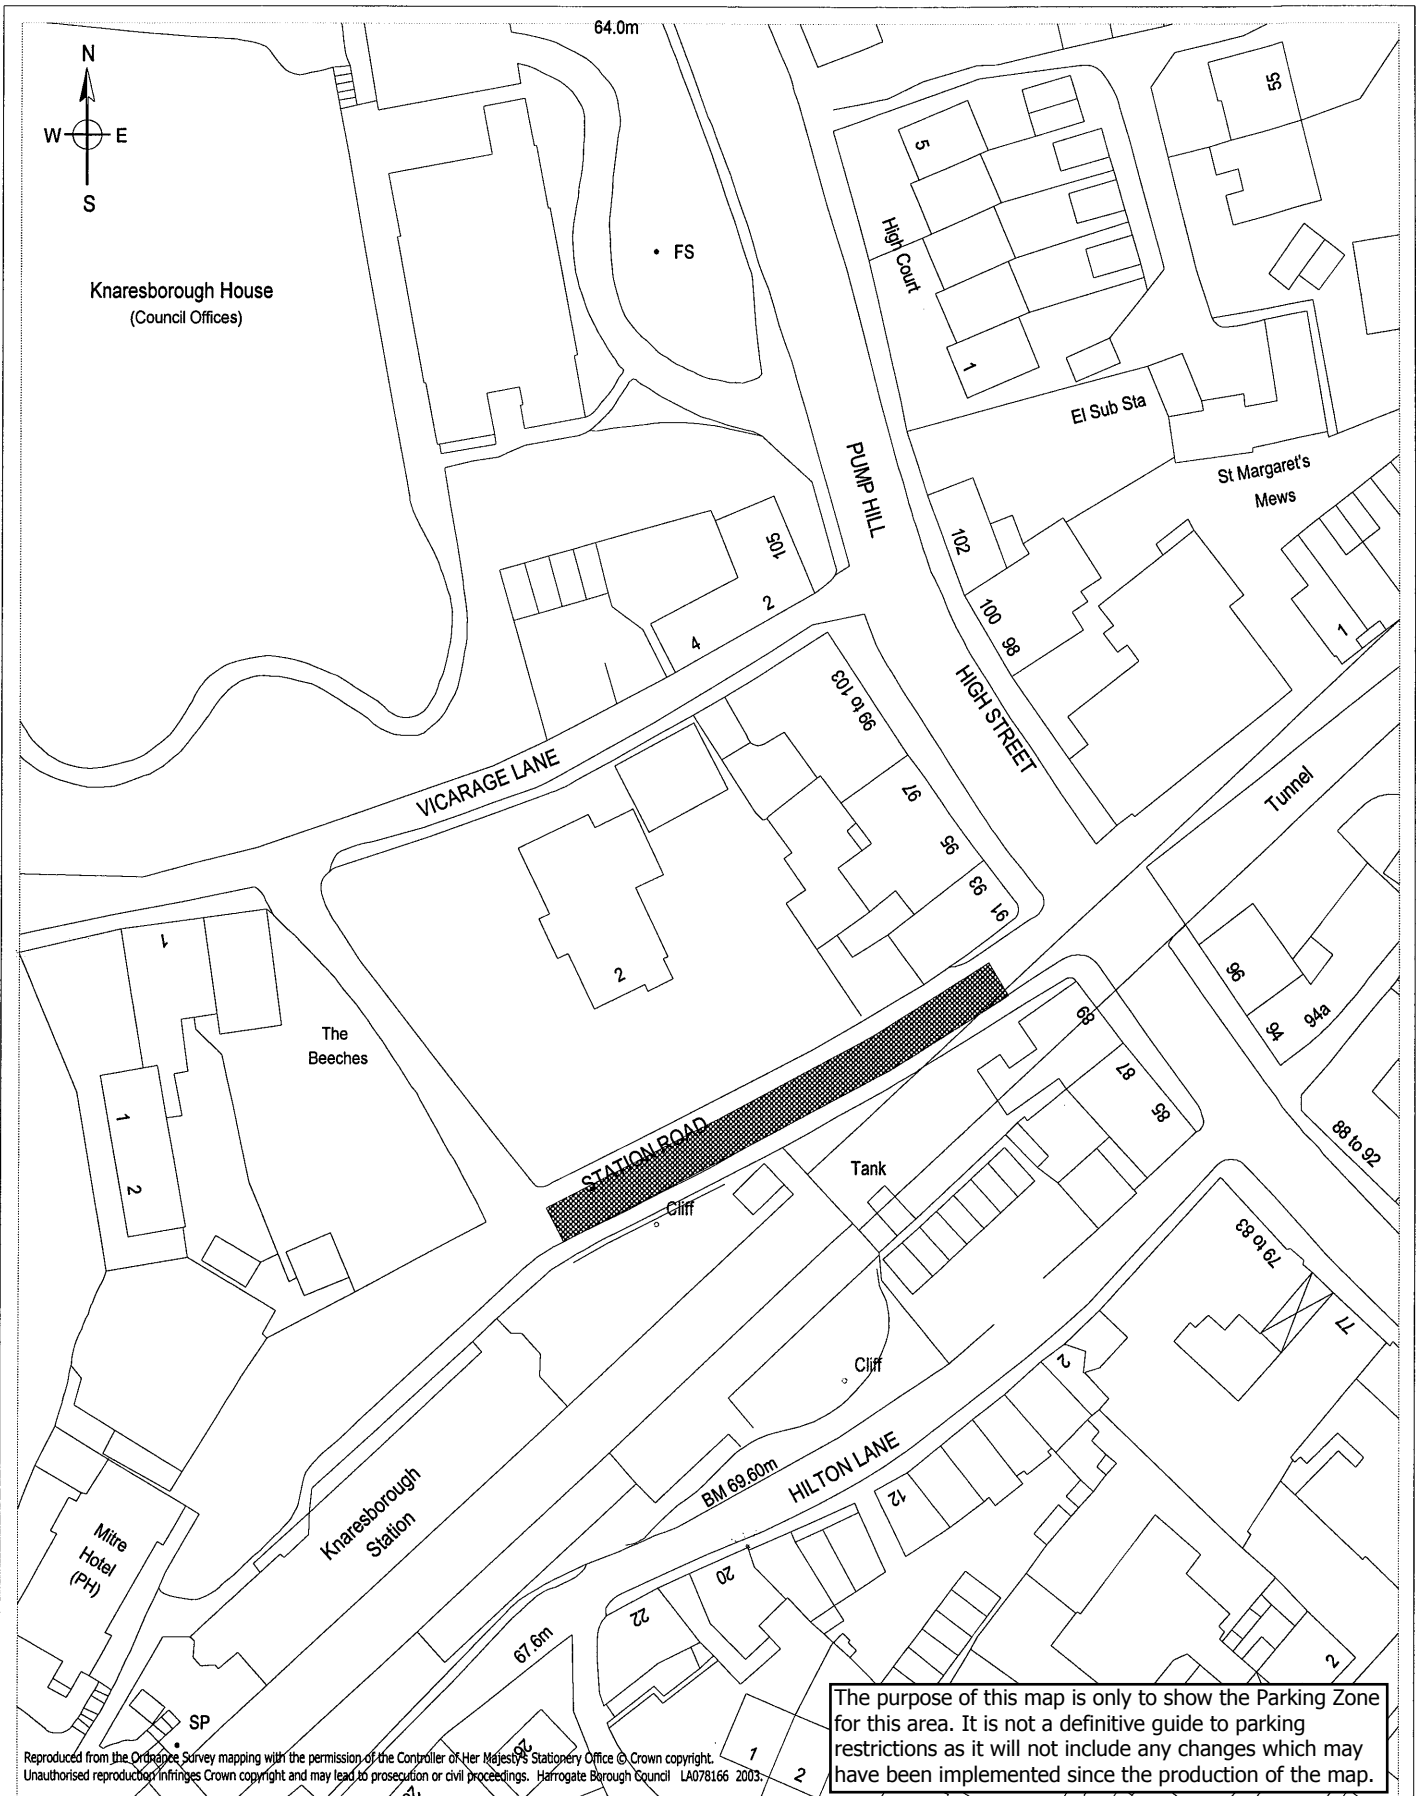 64.0m
N
W E
S
55
5
FS
High Court
Knaresborough House
(Council Offices)
1
El Sub Sta
PUMP HILL
St Margaret's
Mews
102
105
2
4
100
98
1
99 to 103
HIGH STREET
VICARAGE LANE
Tunnel
97
95
93
91
1
2
96
94
94a
The
Beeches
89
87
85
1
2
88 to 92
STATION ROAD
Tank
Cliff
79 to 83
77
Cliff
2
HILTON LANE
BM 69.60m
12
Knaresborough
Station
Mitre
Hotel
(PH)
20
22
67.6m
2
SP
26
1
2
The purpose of this map is only to show the Parking Zone
for this area. It is not a definitive guide to parking
restrictions as it will not include any changes which may
have been implemented since the production of the map.
Reproduced from the Ordnance Survey mapping with the permission of the Controller of Her Majesty's Stationery Office © Crown copyright.
Unauthorised reproduction infringes Crown copyright and may lead to prosecution or civil proceedings. Harrogate Borough Council LA078166 2003.